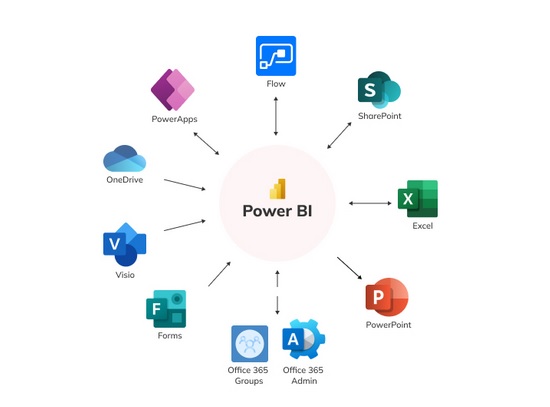 Flow
PowerApps
S
SharePoint
OneDrive
Power BI
X
Excel
V
Visio
P
PowerPoint
F
Forms
A
Office 365
Groups
Office 365
Admin